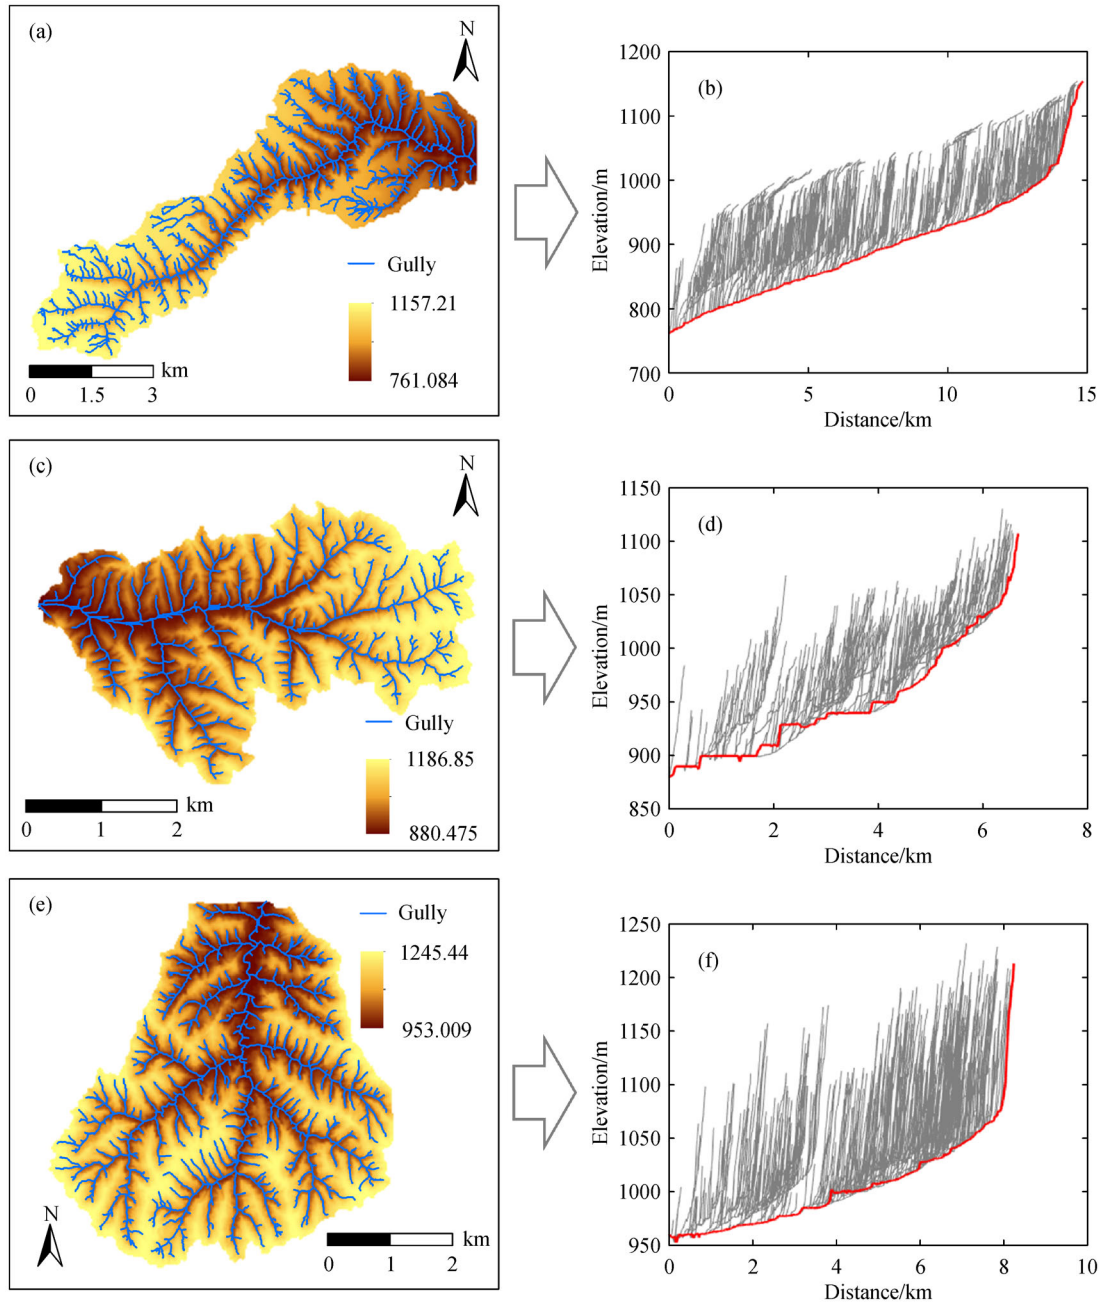 (a)
N
Gully
1157.21
761.084
km
0 1.5 3
(b)
1200
1100
1000
900
800
700
Elevation/m
0 5 10 15
Distance/km
(c)
N
Gully
1186.85
880.475
km
0 1 2
(d)
1150
1100
1050
1000
950
900
850
Elevation/m
0 2 4 6 8
Distance/km
(e)
Gully
1245.44
953.009
N
km
0 1 2
(f)
1250
1200
1150
1100
1050
1000
950
Elevation/m
0 2 4 6 8 10
Distance/km